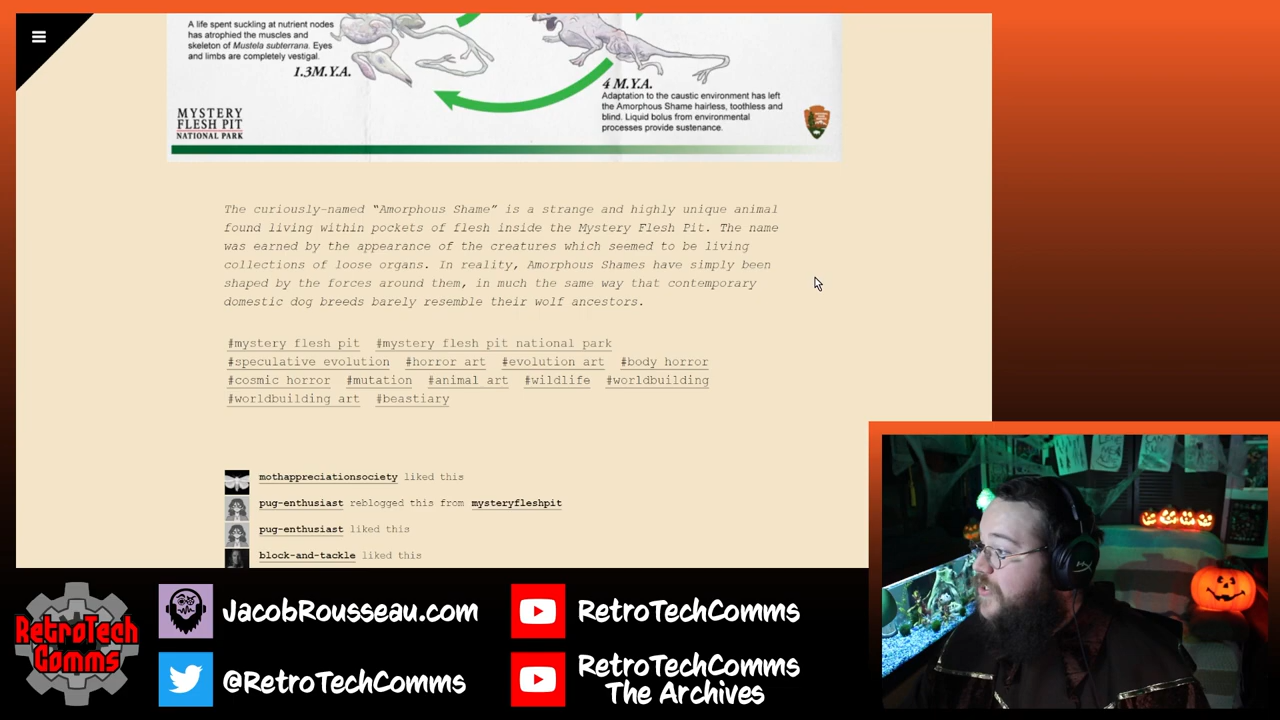 A life spent suckling at nutrient nodes
has atrophied the muscles and
skeleton of Mustela subterrana. Eyes
and limbs are completely vestigal.
1.3M.Y.A.
4 M.Y.A.
Adaptation to the caustic environment has left
the Amorphous Shame hairless, toothless and
blind. Liquid bolus from environmental
processes provide sustenance.
MYSTERY
FLESH PIT
NATIONAL PARK
The curiously-named “Amorphous Shame” is a strange and highly unique animal
found living within pockets of flesh inside the Mystery Flesh Pit. The name
was earned by the appearance of the creatures which seemed to be living
collections of loose organs. In reality, Amorphous Shames have simply been
shaped by the forces around them, in much the same way that contemporary
domestic dog breeds barely resemble their wolf ancestors.
#mystery flesh pit #mystery flesh pit national park
#speculative evolution #horror art #evolution art #body horror
#cosmic horror #mutation #animal art #wildlife #worldbuilding
#worldbuilding art #beastiary
mothappreciationsociety liked this
pug-enthusiast reblogged this from mysteryfleshpit
pug-enthusiast liked this
block-and-tackle liked this
RetroTech
Comms
JacobRousseau.com
@RetroTechComms
RetroTechComms
RetroTechComms
The Archives